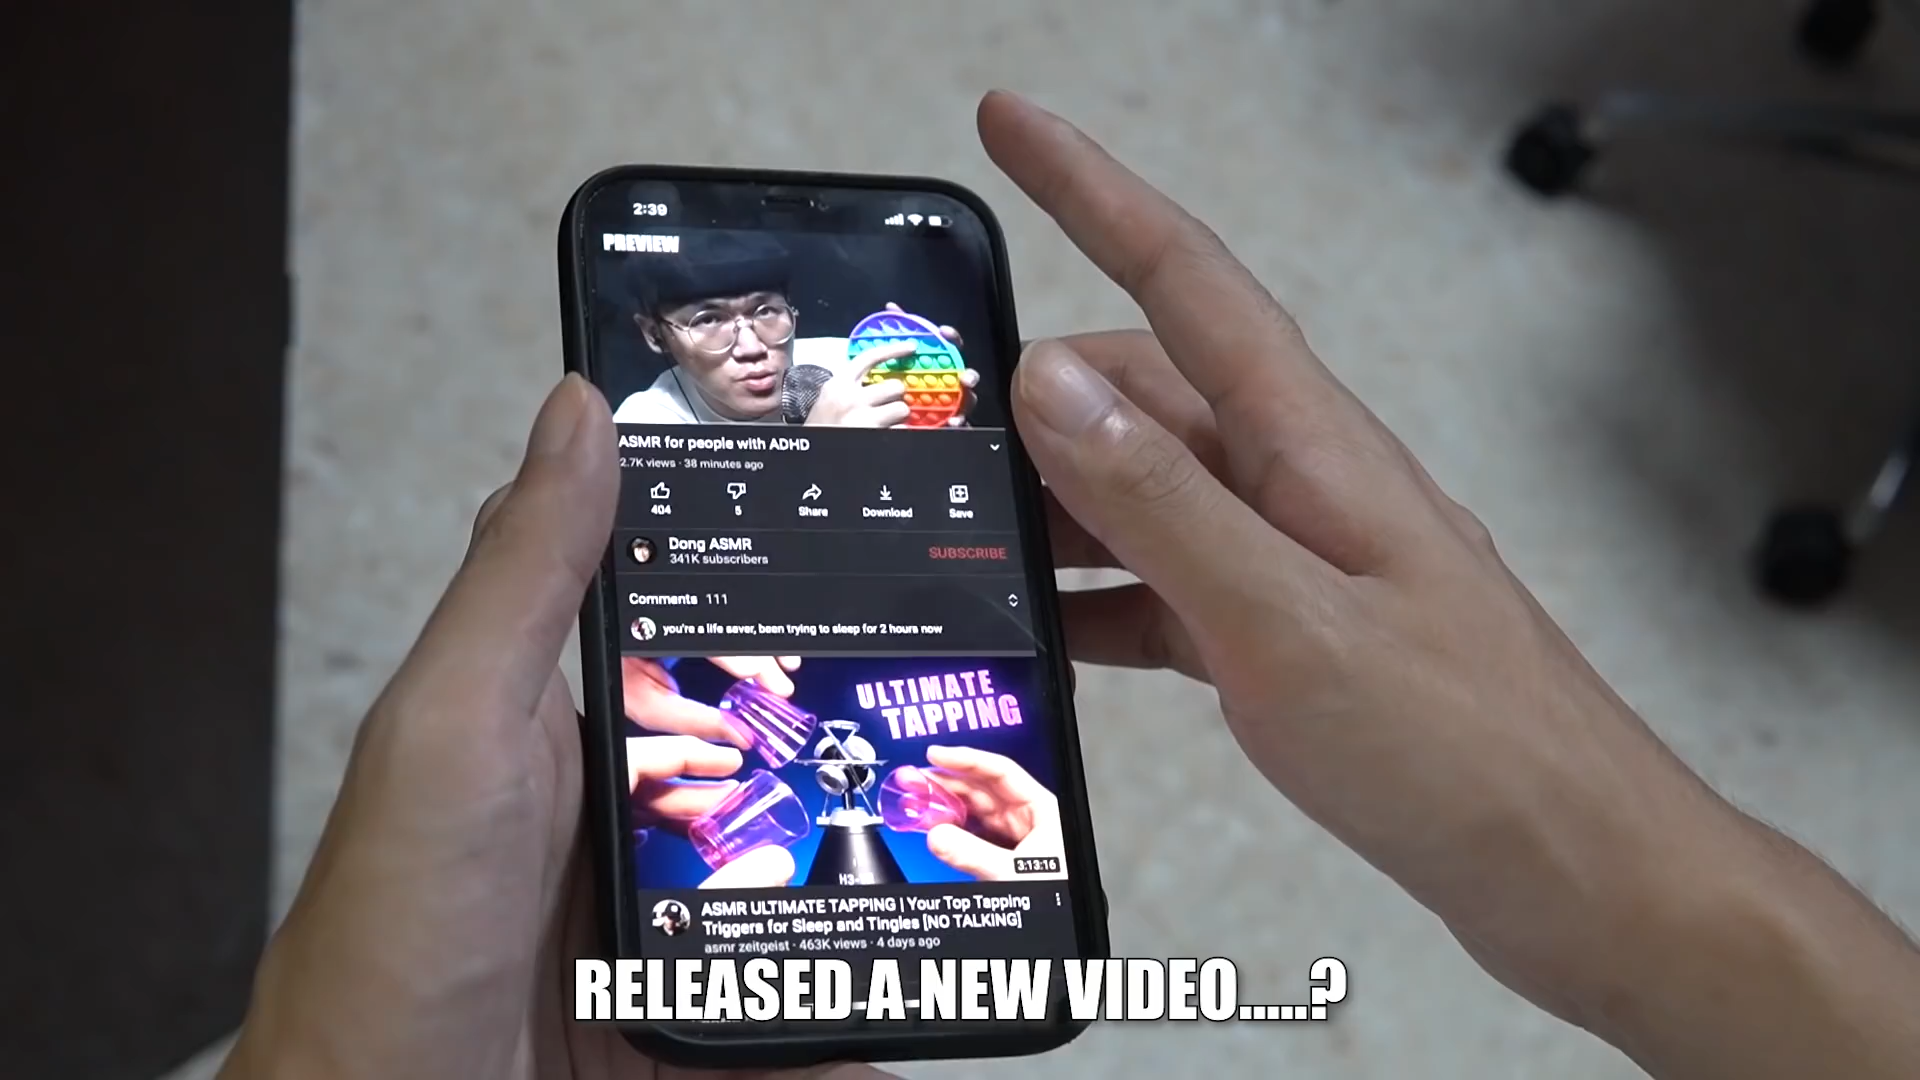 2:39
PREVIEW
ASMR for people with ADHD
2.7K views · 38 minutes ago
404
5
Share
Download
Save
Dong ASMR
341K subscribers
SUBSCRIBE
Comments 111
you're a life saver, been trying to sleep for 2 hours now
ULTIMATE
TAPPING
3:13:16
ASMR ULTIMATE TAPPING | Your Top Tapping
Triggers for Sleep and Tingles [NO TALKING]
asmr zeitgeist · 463K views · 4 days ago
RELEASED A NEW VIDEO.....?